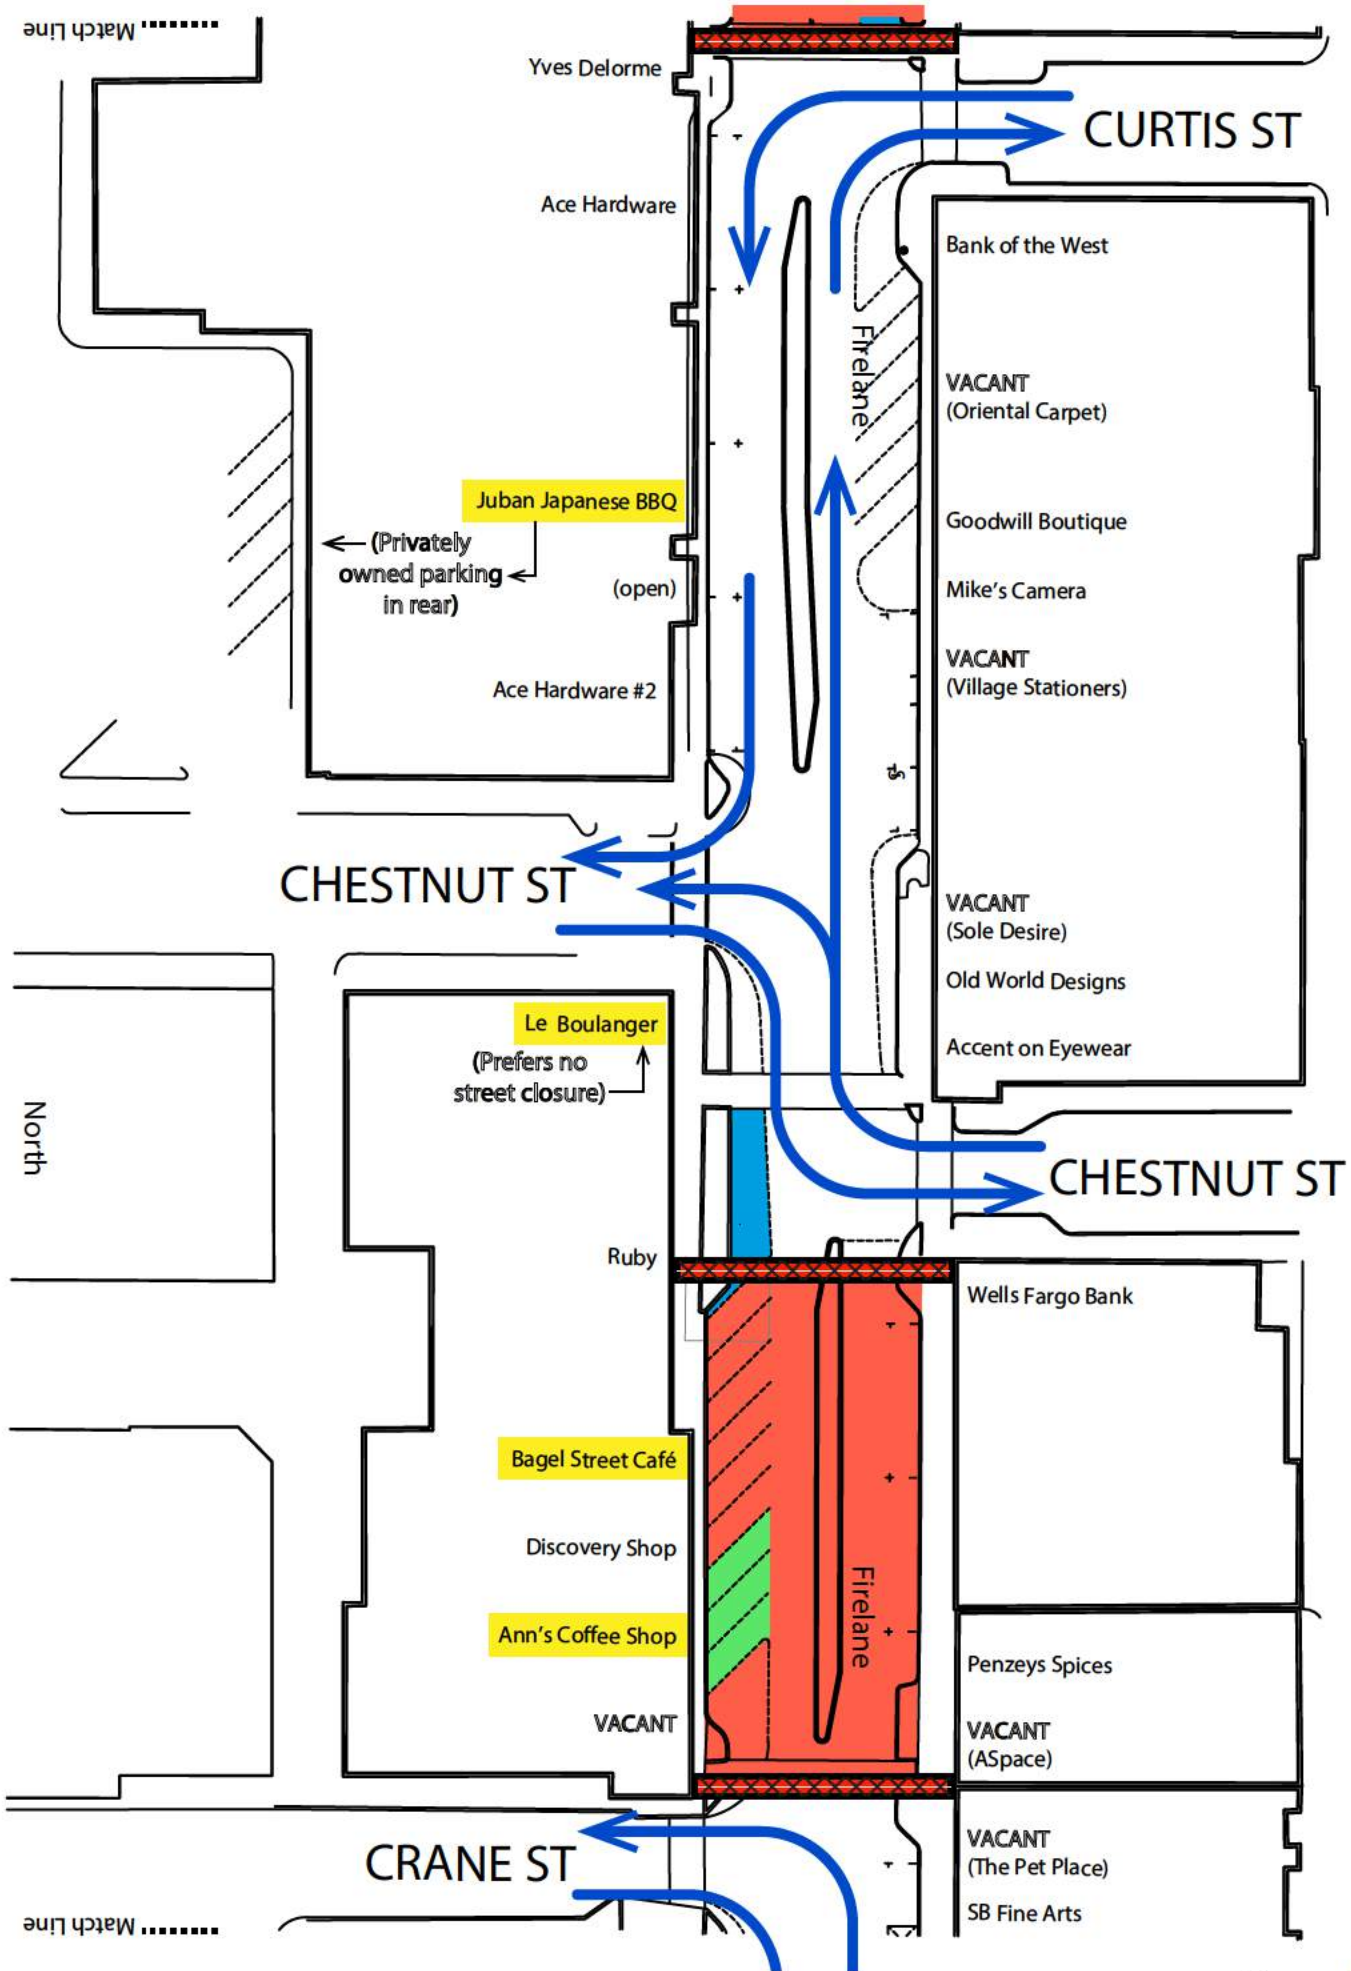 Match Line
Yves Delorme
CURTIS ST
Ace Hardware
Bank of the West
Firelane
VACANT
(Oriental Carpet)
Juban Japanese BBQ
(Privately
owned parking
in rear)
Goodwill Boutique
(open)
Mike's Camera
VACANT
(Village Stationers)
Ace Hardware #2
CHESTNUT ST
VACANT
(Sole Desire)
Old World Designs
Le Boulanger
(Prefers no
street closure)
Accent on Eyewear
North
CHESTNUT ST
Ruby
Wells Fargo Bank
Bagel Street Café
Discovery Shop
Firelane
Ann's Coffee Shop
Penzeys Spices
VACANT
VACANT
(ASpace)
CRANE ST
VACANT
(The Pet Place)
SB Fine Arts
Match Line